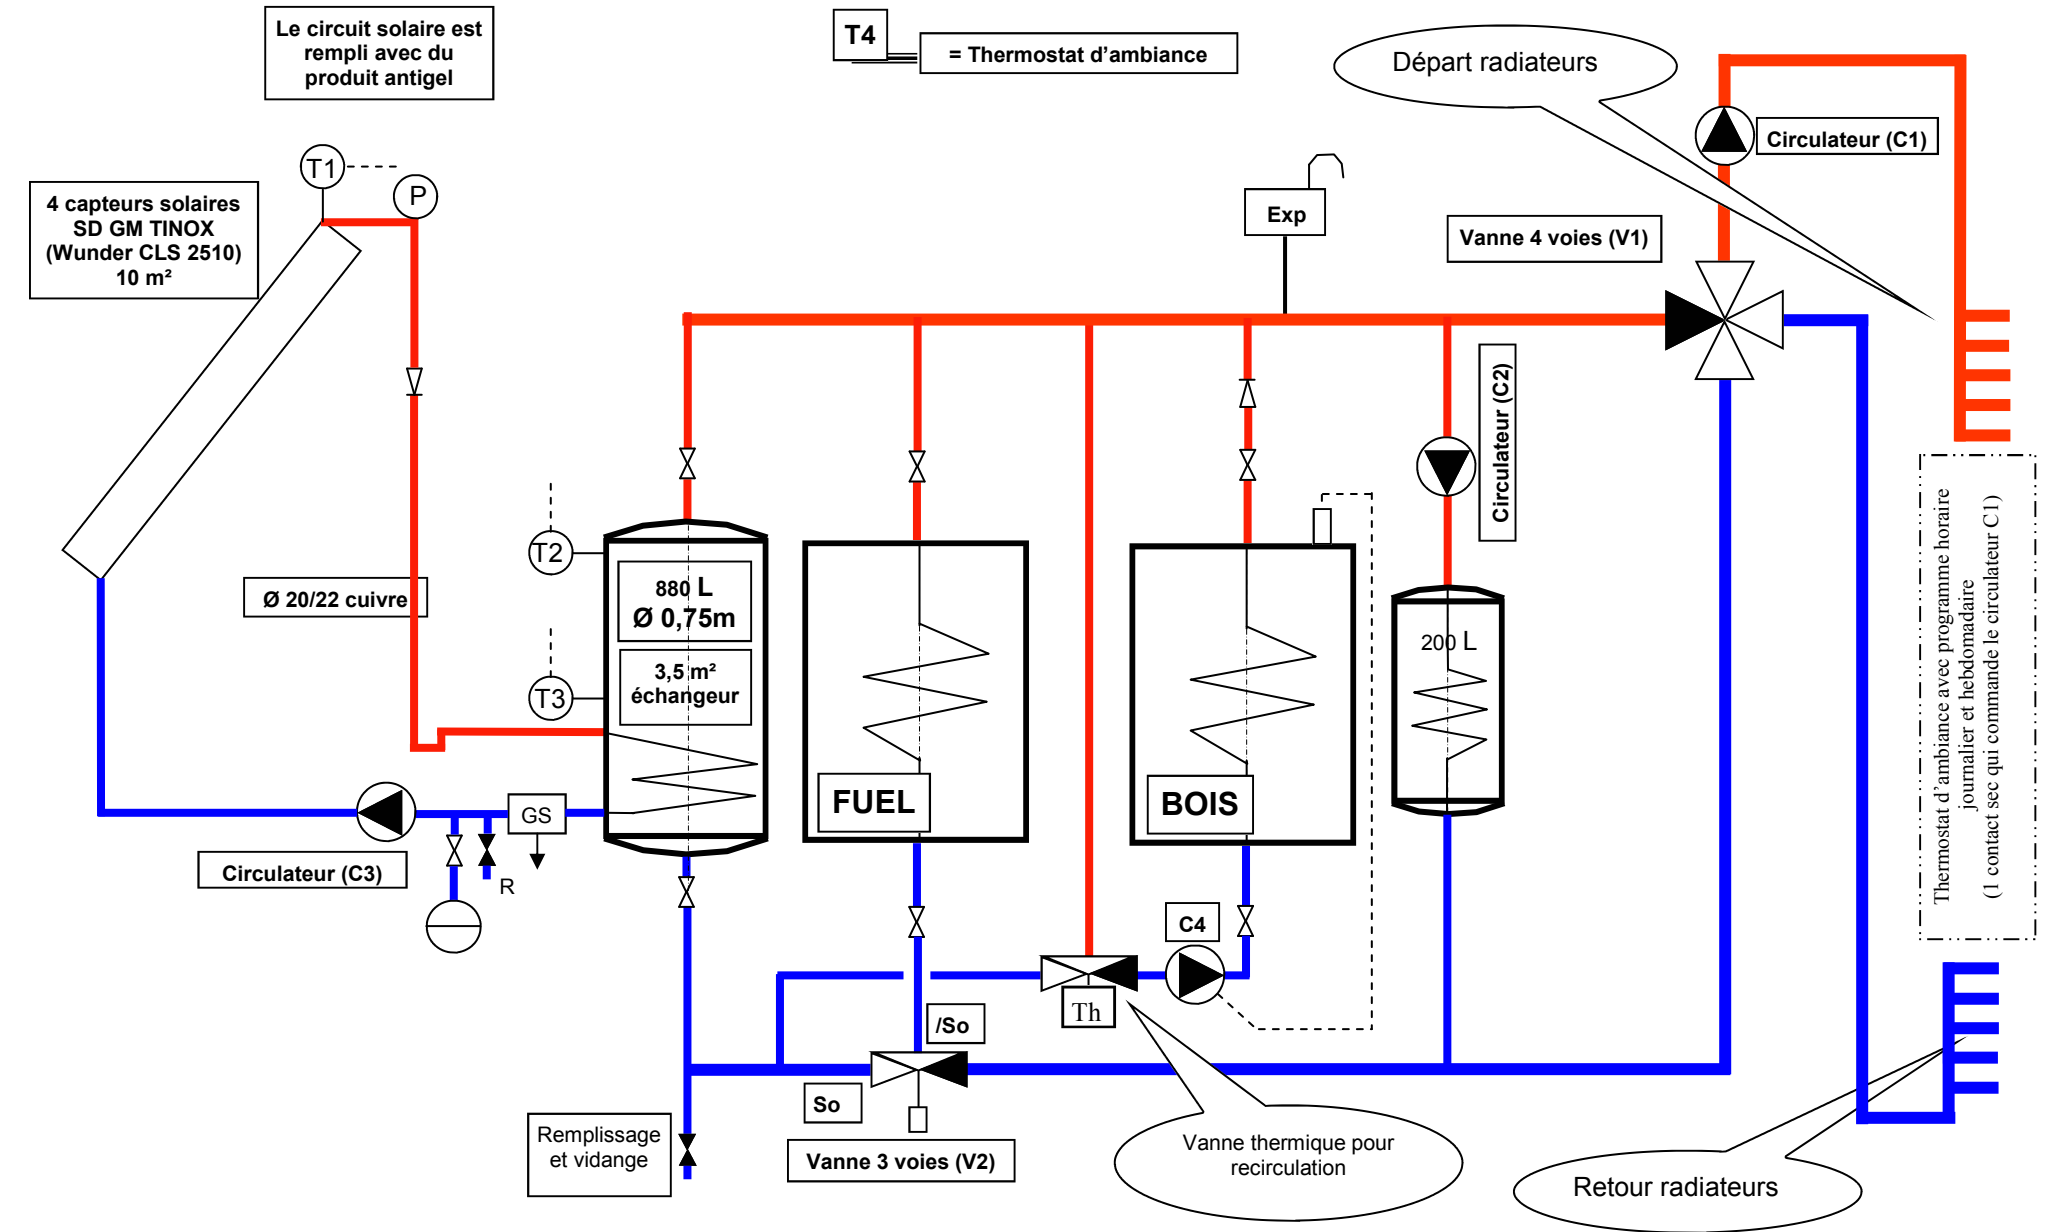 Le circuit solaire est
rempli avec du
produit antigel
T4
= Thermostat d’ambiance
Départ radiateurs
Circulateur (C1)
T1
P
4 capteurs solaires
SD GM TINOX
(Wunder CLS 2510)
10 m²
Exp
Vanne 4 voies (V1)
Circulateur (C2)
T2
880 L
Ø 0,75m
Ø 20/22 cuivre
200 L
T3
3,5 m²
échangeur
FUEL
BOIS
GS
Circulateur (C3)
R
C4
Thermostat d’ambiance avec programme horaire
journalier et hebdomadaire
(1 contact sec qui commande le circulateur C1)
Th
/So
So
Remplissage
et vidange
Vanne 3 voies (V2)
Vanne thermique pour
recirculation
Retour radiateurs